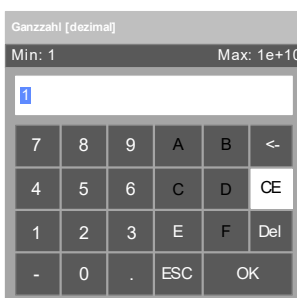 Ganzzahl [dezimal]
Min: 1 Max: 1e+10
1
7 8 9 A B <-
4 5 6 C D CE
1 2 3 E F Del
- 0 . ESC OK